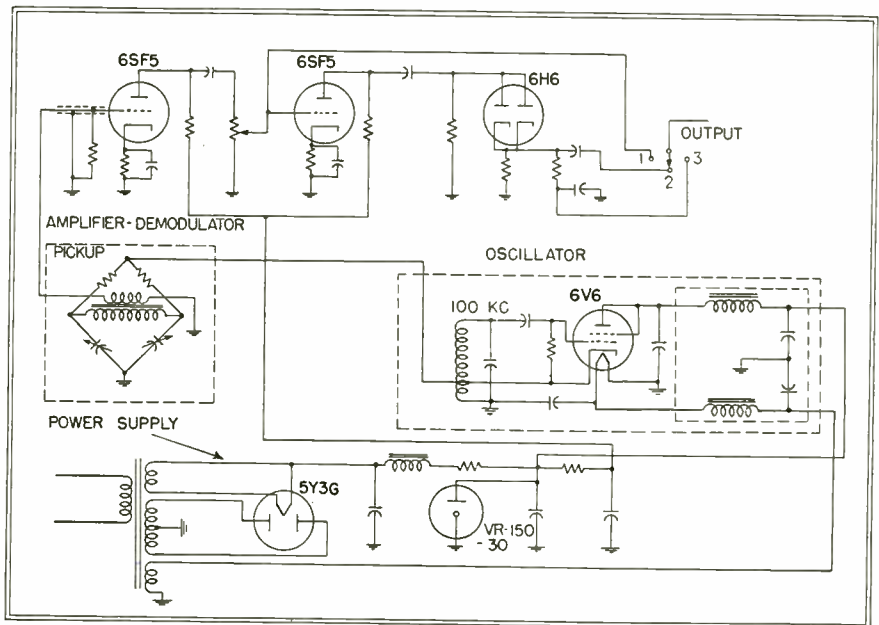 6SF5
6SF5
6H6
OUTPUT
1
2
3
AMPLIFIER-DEMODULATOR
PICKUP
OSCILLATOR
100 KC
6V6
POWER SUPPLY
5Y3G
VR-150
-30